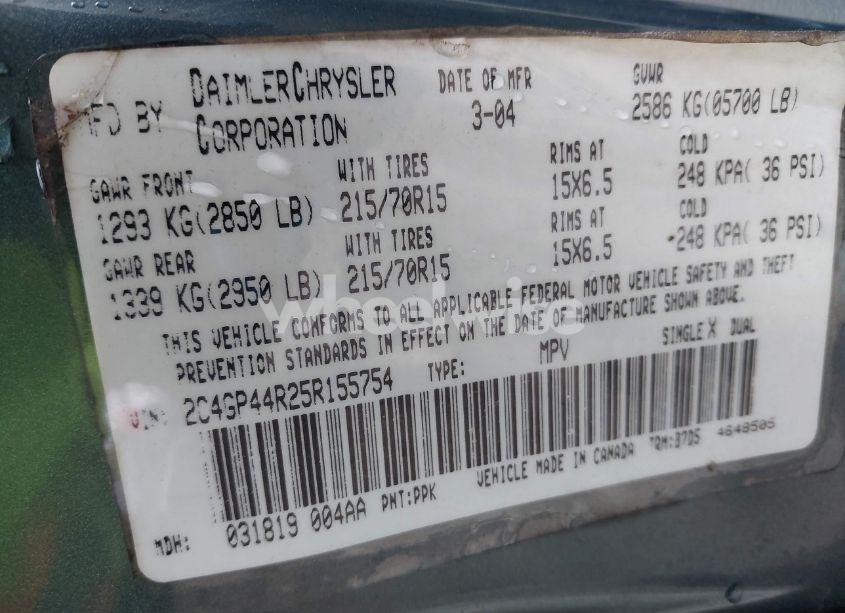 MFD BY DAIMLERCHRYSLER CORPORATION DATE OF MFR 3-04 GVWR 2586 KG(05700 LB)
GAWR FRONT WITH TIRES RIMS AT COLD
1293 KG(2850 LB) 215/70R15 15X6.5 248 KPA( 36 PSI)
GAWR REAR WITH TIRES RIMS AT COLD
1339 KG(2950 LB) 215/70R15 15X6.5 248 KPA( 36 PSI)
THIS VEHICLE CONFORMS TO ALL APPLICABLE FEDERAL MOTOR VEHICLE SAFETY AND THEFT
PREVENTION STANDARDS IN EFFECT ON THE DATE OF MANUFACTURE SHOWN ABOVE.
VIN: 2C4GP44R25R155754 TYPE: MPV SINGLE X DUAL
VEHICLE MADE IN CANADA TRM:B7D5 4648505
MDH: 031819 004AA PNT:PPK
wheelwise